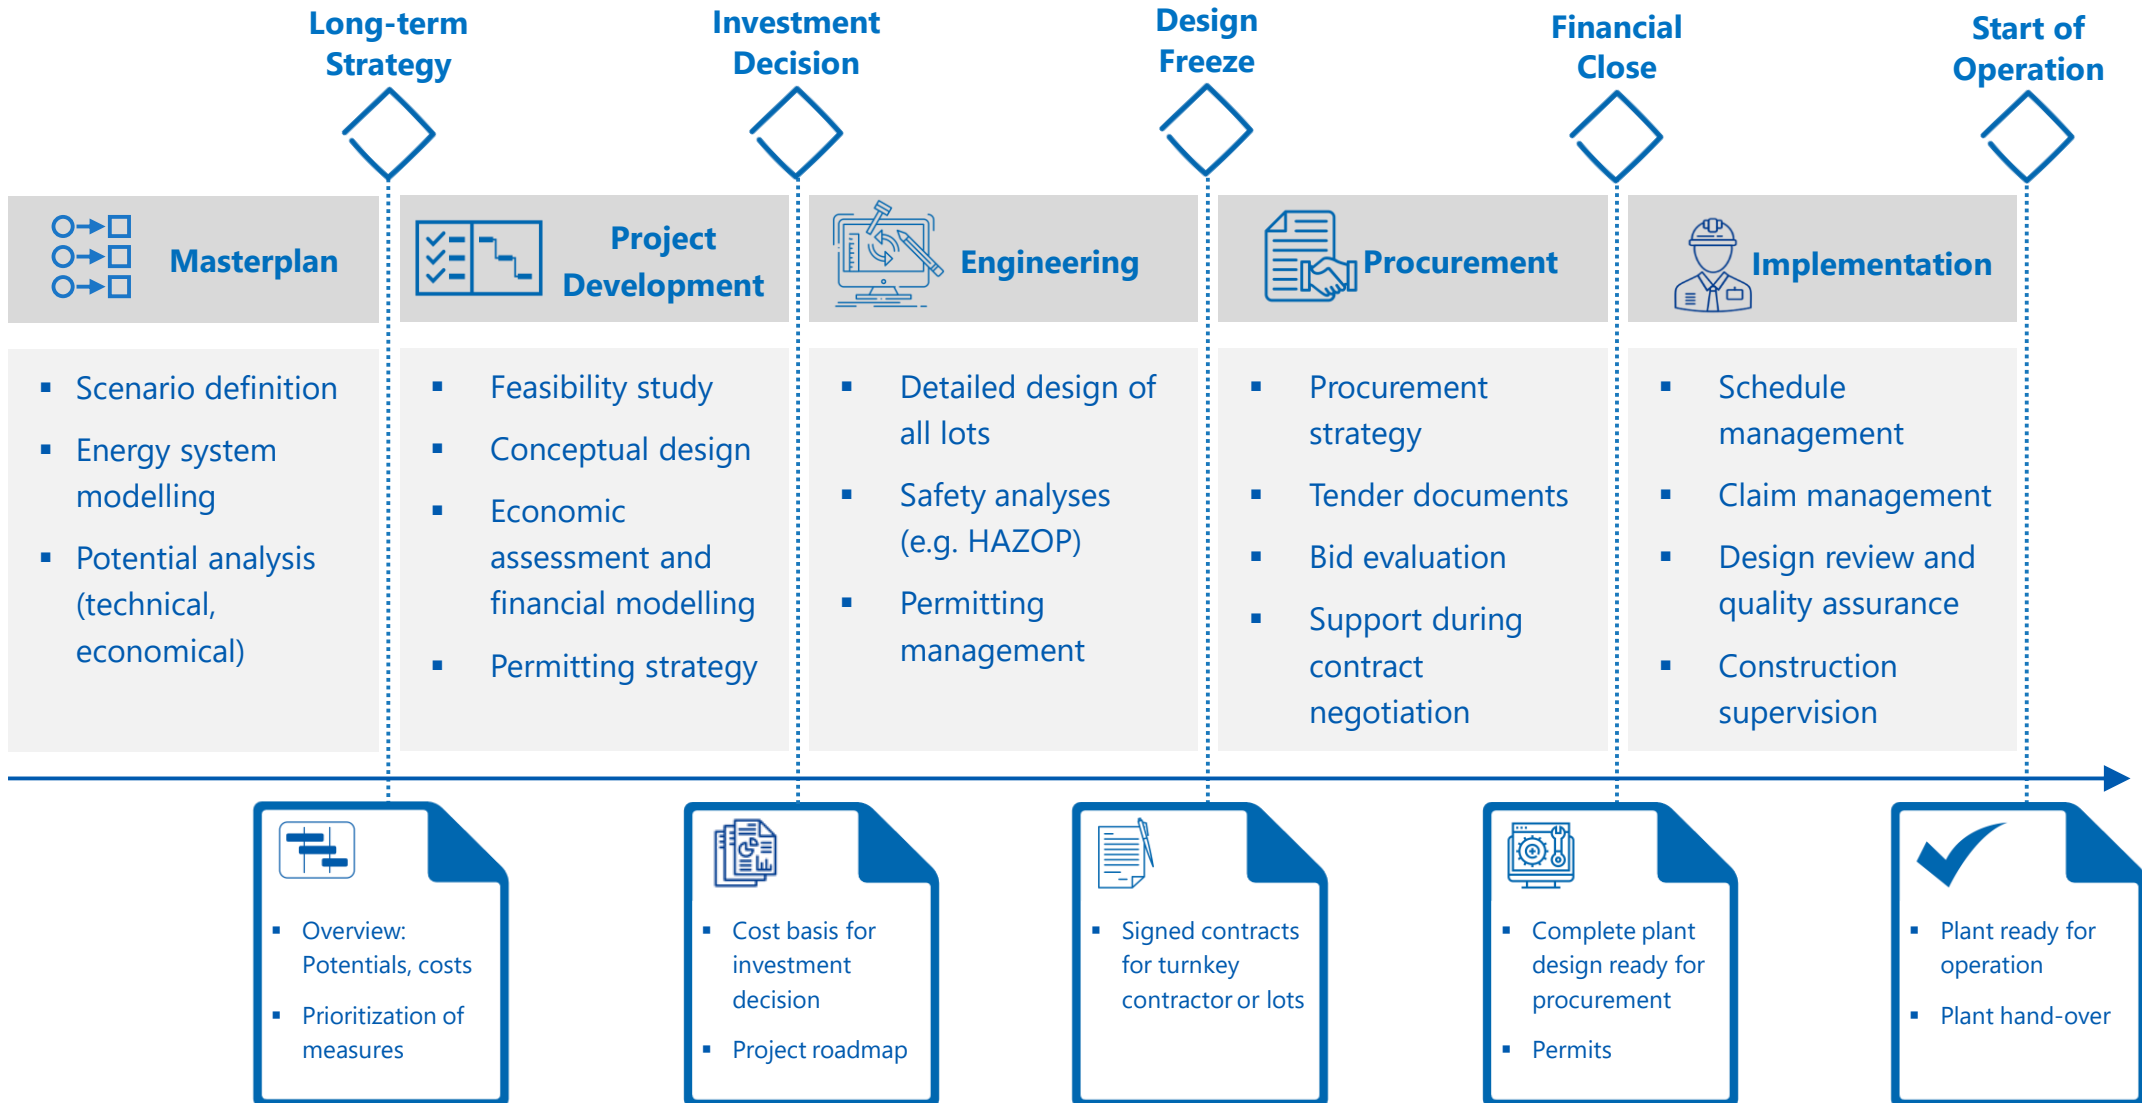 Long-term
Strategy
Investment
Decision
Design
Freeze
Financial
Close
Start of
Operation
Masterplan
Project
Development
Engineering
Procurement
Implementation
▪ Scenario definition
▪ Energy system
modelling
▪ Potential analysis
(technical,
economical)
▪ Feasibility study
▪ Conceptual design
▪ Economic
assessment and
financial modelling
▪ Permitting strategy
▪ Detailed design of
all lots
▪ Safety analyses
(e.g. HAZOP)
▪ Permitting
management
▪ Procurement
strategy
▪ Tender documents
▪ Bid evaluation
▪ Support during
contract
negotiation
▪ Schedule
management
▪ Claim management
▪ Design review and
quality assurance
▪ Construction
supervision
▪ Overview:
Potentials, costs
▪ Prioritization of
measures
▪ Cost basis for
investment
decision
▪ Project roadmap
▪ Signed contracts
for turnkey
contractor or lots
▪ Complete plant
design ready for
procurement
▪ Permits
▪ Plant ready for
operation
▪ Plant hand-over